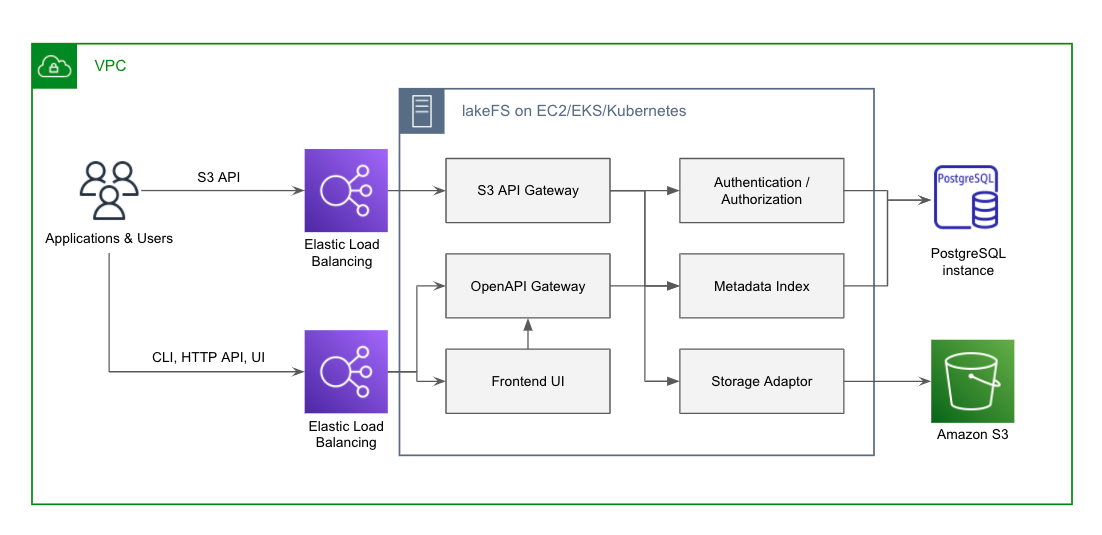 VPC
lakeFS on EC2/EKS/Kubernetes
S3 API
S3 API Gateway
Authentication /
Authorization
PostgreSQL
Applications & Users
Elastic Load
Balancing
PostgreSQL
instance
OpenAPI Gateway
Metadata Index
CLI, HTTP API, UI
Frontend UI
Storage Adaptor
Elastic Load
Balancing
Amazon S3